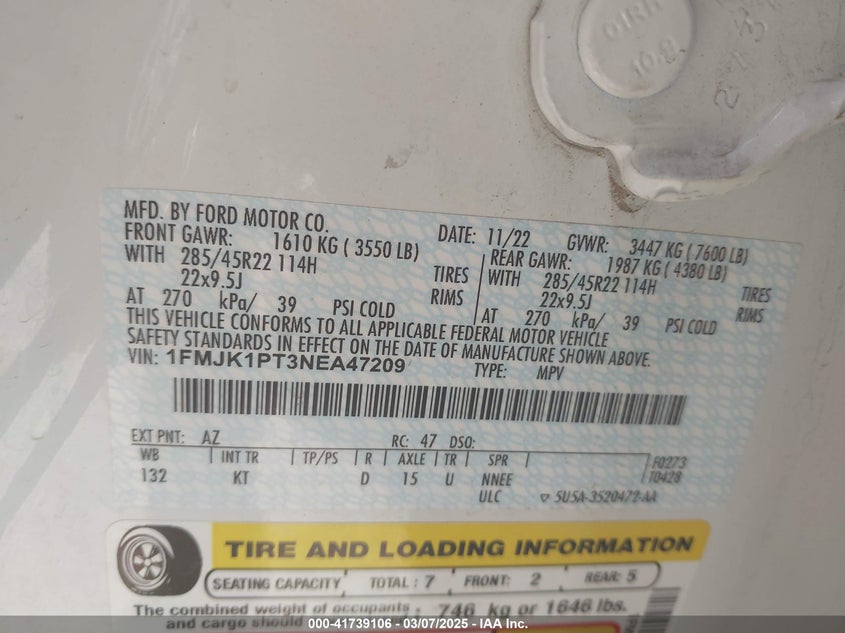 MFD. BY FORD MOTOR CO.
DATE: 11/22 GVWR: 3447 KG ( 7600 LB)
FRONT GAWR: 1610 KG ( 3550 LB)
WITH 285/45R22 114H TIRES
22x9.5J RIMS
AT 270 kPa/ 39 PSI COLD
REAR GAWR: 1987 KG ( 4380 LB)
WITH 285/45R22 114H TIRES
22x9.5J RIMS
AT 270 kPa/ 39 PSI COLD
THIS VEHICLE CONFORMS TO ALL APPLICABLE FEDERAL MOTOR VEHICLE
SAFETY STANDARDS IN EFFECT ON THE DATE OF MANUFACTURE SHOWN ABOVE.
VIN: 1FMJK1PT3NEA47209 TYPE: MPV
EXT PNT: AZ RC: 47 DSO:
WB INT TR TP/PS R AXLE TR SPR
132 KT D 15 U NNEE
ULC
F0273
T0428
5U5A-3520472-AA
TIRE AND LOADING INFORMATION
SEATING CAPACITY TOTAL : 7 FRONT: 2 REAR: 5
The combined weight of occupants
and cargo should
746 kg or 1646 lbs.
000-41739106 - 03/07/2025 - IAA Inc.